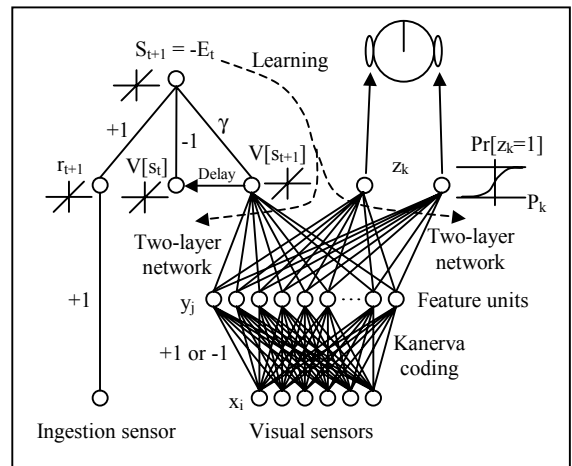 S_{t+1} = -E_t
Learning
+1
-1
γ
Pr[z_k=1]
r_{t+1}
V[s_t]
Delay
V[s_{t+1}]
z_k
P_k
Two-layer
network
Two-layer
network
+1
y_j
Feature units
+1 or -1
Kanerva
coding
x_i
Ingestion sensor
Visual sensors